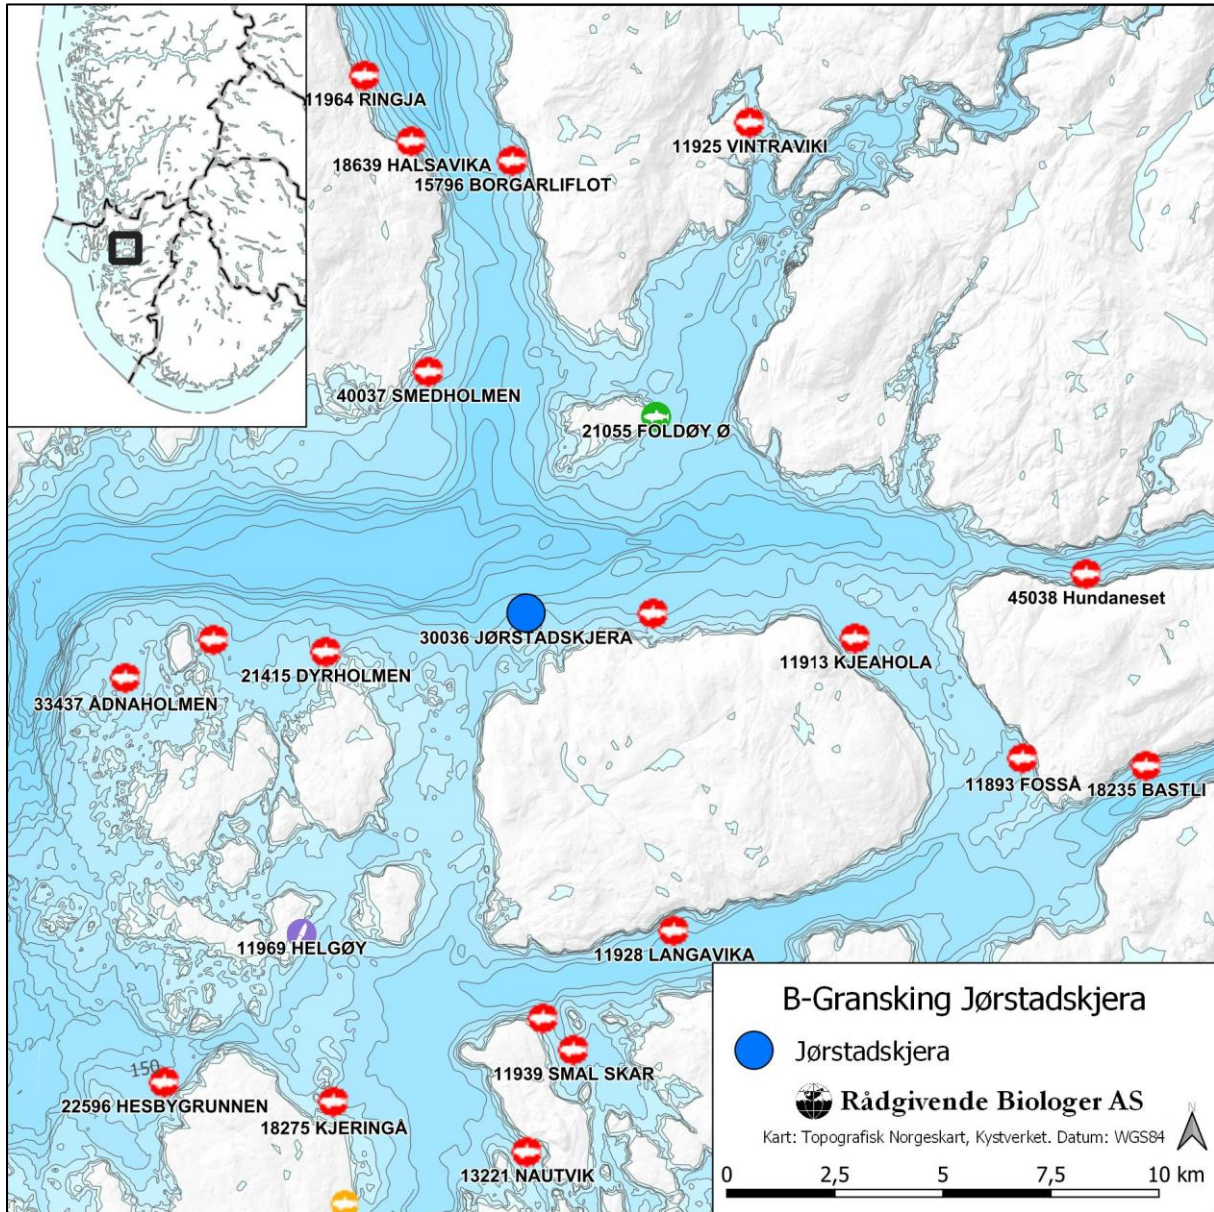 11964 RINGJA
18639 HALSAVIKA
15796 BORGARLIFLOT
11925 VINTRAVIKI
40037 SMEDHOLMEN
21055 FOLDØY Ø
45038 Hundaneset
30036 JØRSTADSKJERA
11913 KJEAHOLA
21415 DYRHOLMEN
33437 ÅDNAHOLMEN
11893 FOSSÅ
18235 BASTLI
11969 HELGØY
11928 LANGAVIKA
150
11939 SMAL SKAR
22596 HESBYGRUNNEN
18275 KJERINGÅ
13221 NAUTVIK
B-Gransking Jørstadskjera
Jørstadskjera
Rådgivende Biologer AS
N
Kart: Topografisk Norgeskart, Kystverket. Datum: WGS84
0 2,5 5 7,5 10 km